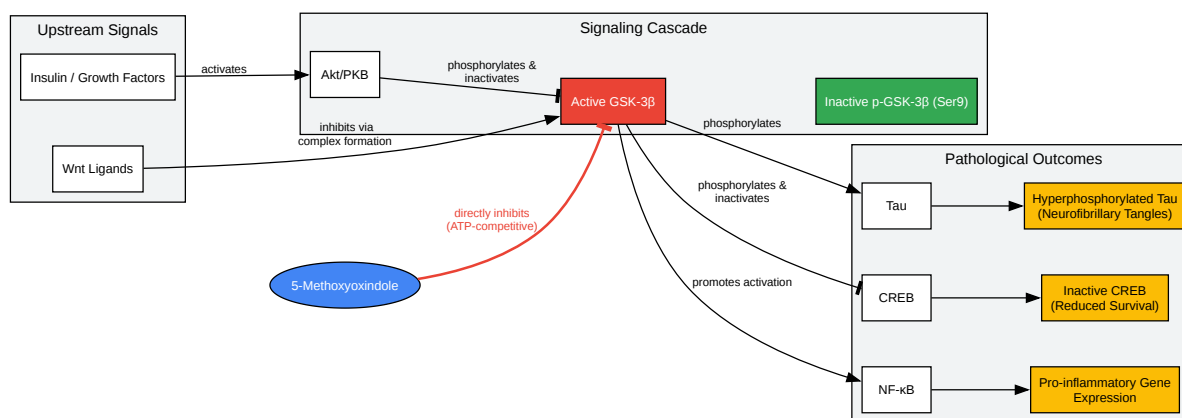 Upstream Signals
Insulin / Growth Factors
Wnt Ligands
activates
inhibits via
complex formation
Signaling Cascade
Akt/PKB
phosphorylates &
inactivates
Active GSK-3β
Inactive p-GSK-3β (Ser9)
directly inhibits
(ATP-competitive)
5-Methoxyoxindole
phosphorylates
phosphorylates &
inactivates
promotes activation
Pathological Outcomes
Tau
Hyperphosphorylated Tau
(Neurofibrillary Tangles)
CREB
Inactive CREB
(Reduced Survival)
NF-κB
Pro-inflammatory Gene
Expression